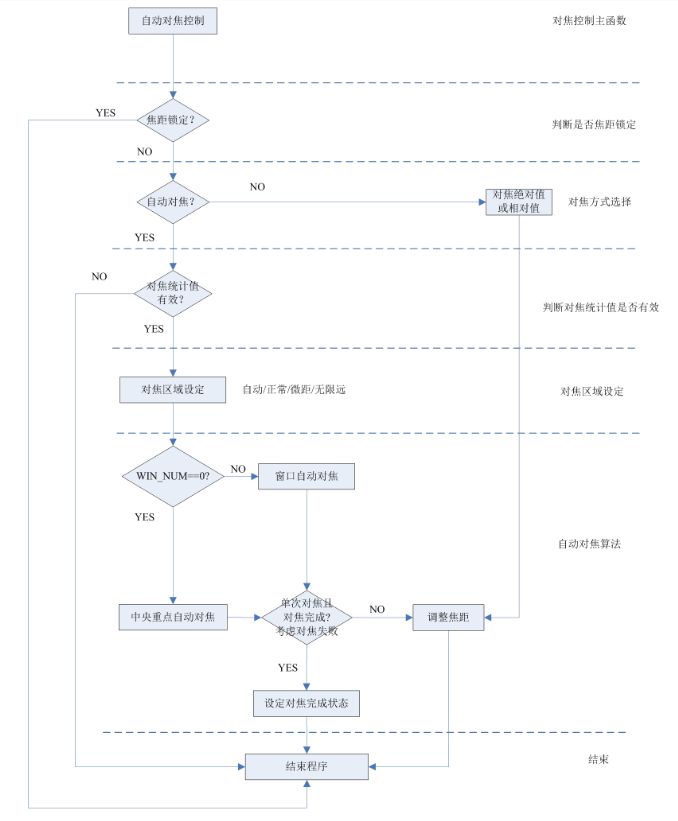 自动对焦控制
对焦控制主函数
YES
焦距锁定?
判断是否焦距锁定
NO
NO
自动对焦?
对焦绝对值
或相对值
对焦方式选择
YES
NO
对焦统计值
有效?
判断对焦统计值是否有效
YES
对焦区域设定
自动/正常/微距/无限远
对焦区域设定
WIN_NUM==0?
NO
窗口自动对焦
YES
自动对焦算法
中央重点自动对焦
单次对焦且
对焦完成?
考虑对焦失败
NO
调整焦距
YES
设定对焦完成状态
结束程序
结束